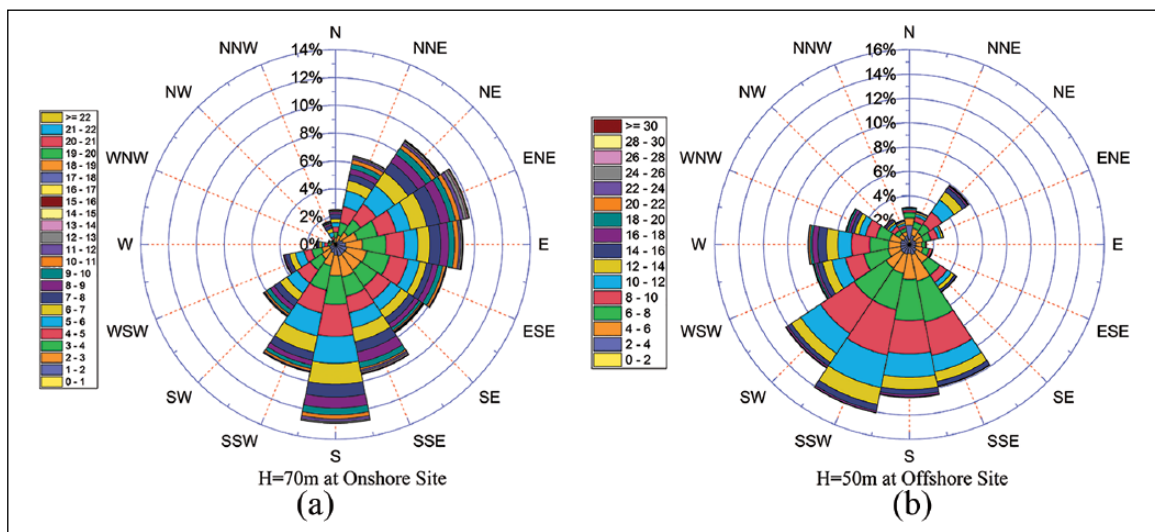 N
NNE
NE
ENE
E
ESE
SE
SSE
S
SSW
SW
WSW
W
WNW
NW
NNW
14%
12%
10%
8%
6%
4%
2%
0%
>= 22
21 - 22
20 - 21
19 - 20
18 - 19
17 - 18
16 - 17
15 - 16
14 - 15
13 - 14
12 - 13
11 - 12
10 - 11
9 - 10
8 - 9
7 - 8
6 - 7
5 - 6
4 - 5
3 - 4
2 - 3
1 - 2
0 - 1
H=70m at Onshore Site
(a)
N
NNE
NE
ENE
E
ESE
SE
SSE
S
SSW
SW
WSW
W
WNW
NW
NNW
16%
14%
12%
10%
8%
6%
4%
2%
>= 30
28 - 30
26 - 28
24 - 26
22 - 24
20 - 22
18 - 20
16 - 18
14 - 16
12 - 14
10 - 12
8 - 10
6 - 8
4 - 6
2 - 4
0 - 2
H=50m at Offshore Site
(b)